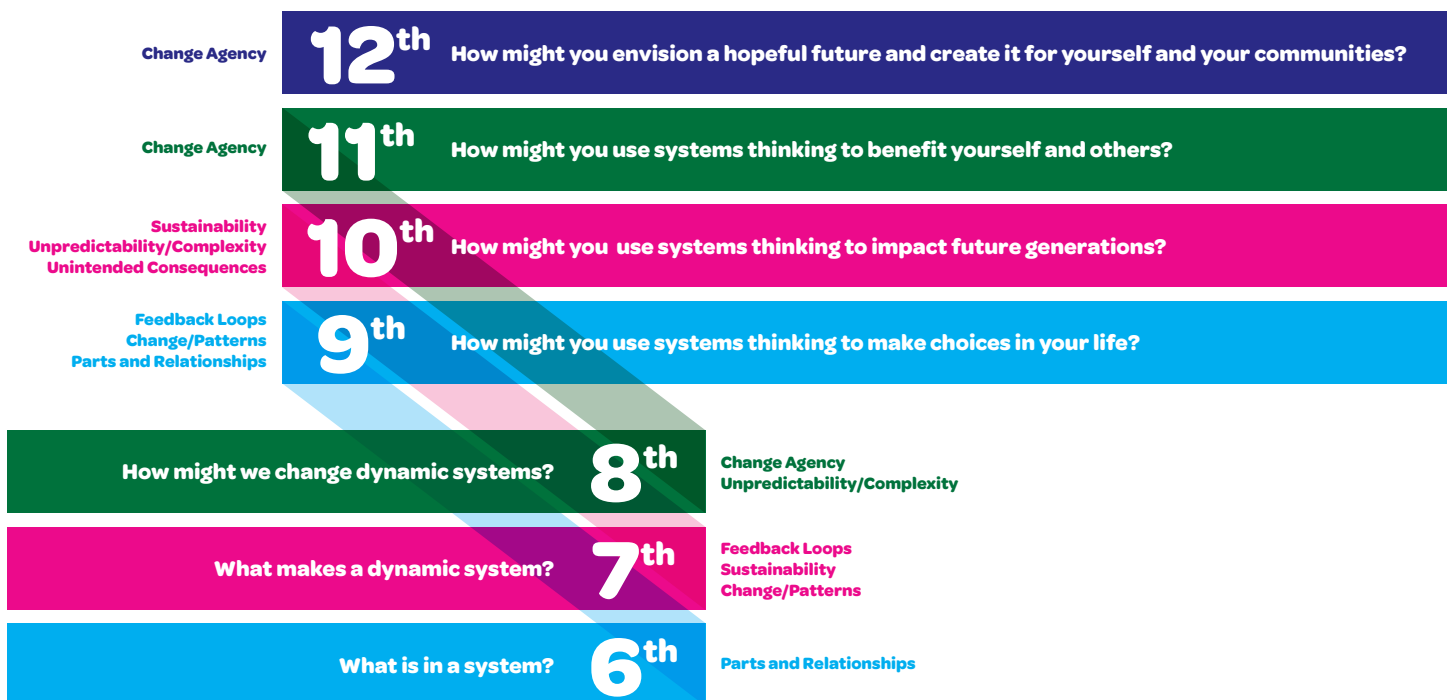 Change Agency
12th How might you envision a hopeful future and create it for yourself and your communities?
Change Agency
11th How might you use systems thinking to benefit yourself and others?
Sustainability
Unpredictability/Complexity
Unintended Consequences
10th How might you use systems thinking to impact future generations?
Feedback Loops
Change/Patterns
Parts and Relationships
9th How might you use systems thinking to make choices in your life?
How might we change dynamic systems? 8th
Change Agency
Unpredictability/Complexity
What makes a dynamic system? 7th
Feedback Loops
Sustainability
Change/Patterns
What is in a system? 6th
Parts and Relationships